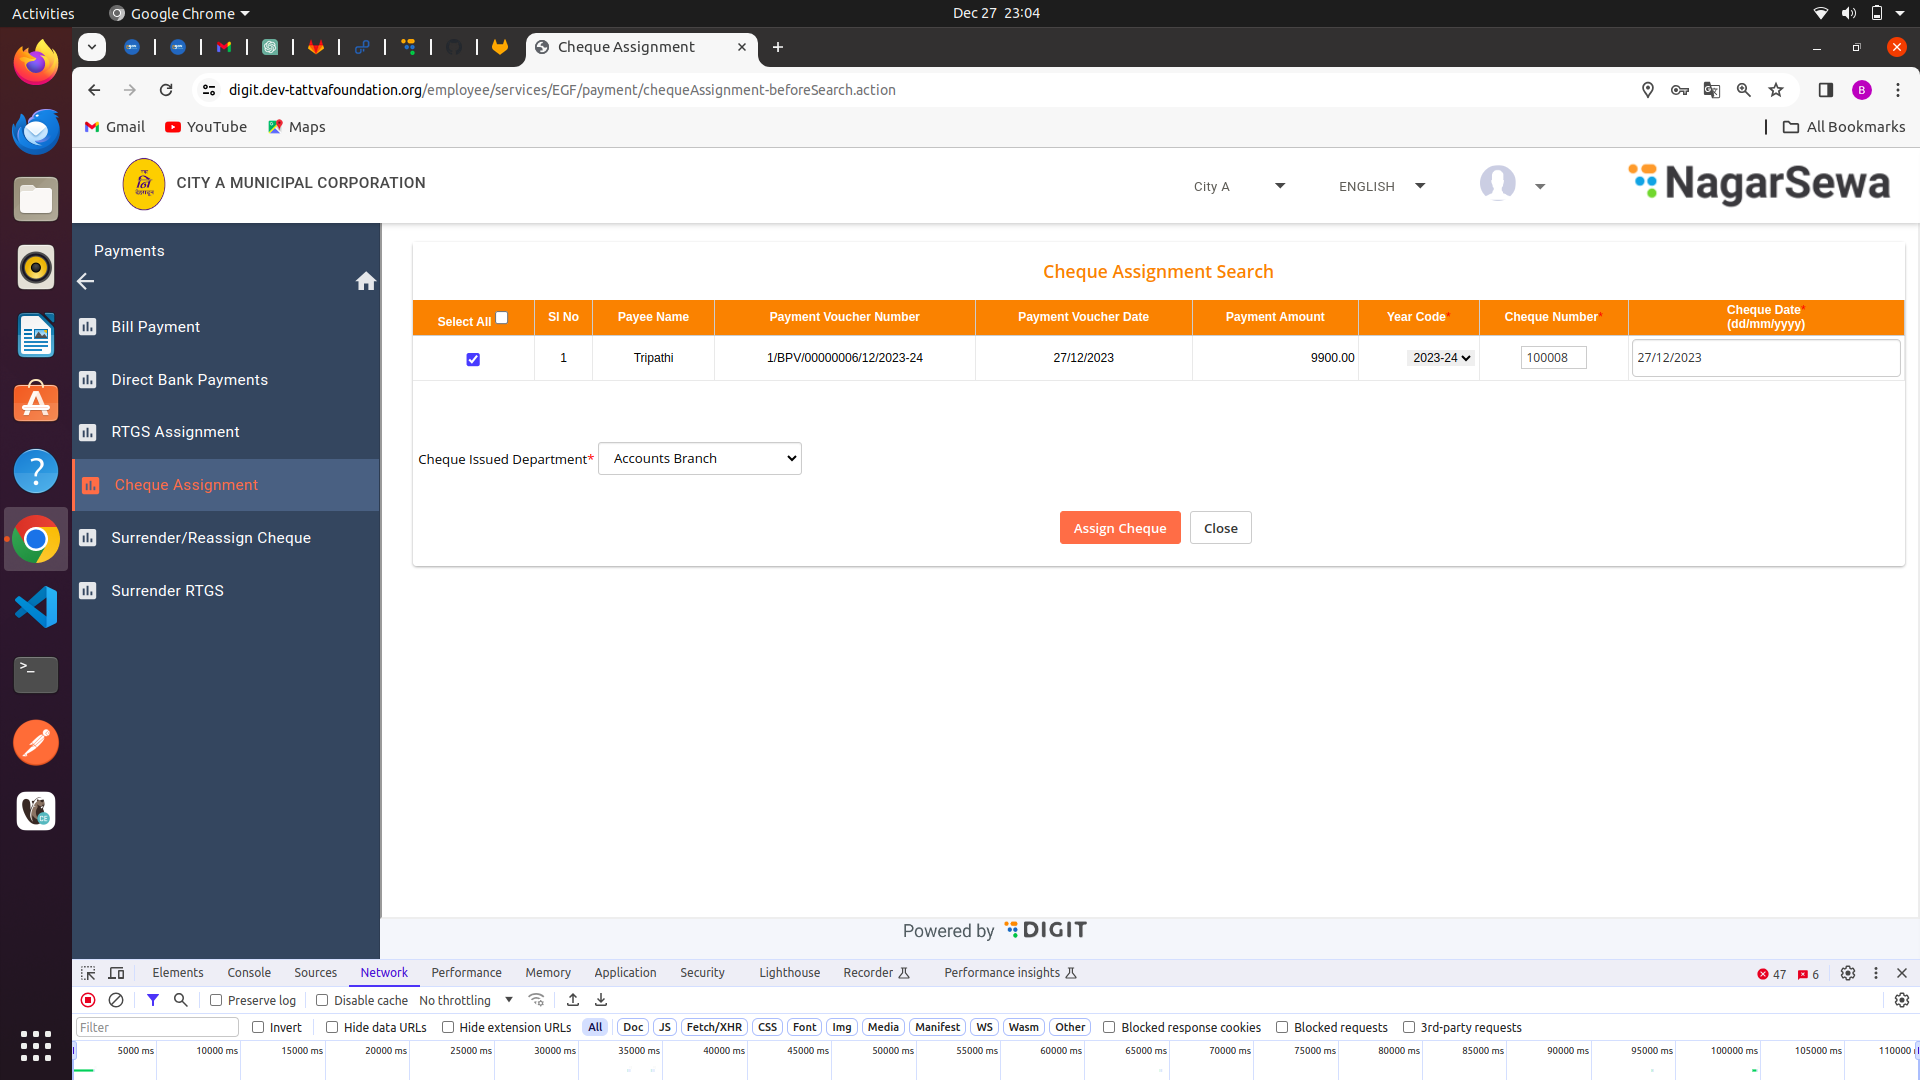 Activities Google Chrome Dec 27 23:04
Cheque Assignment
digit.dev-tattvafoundation.org/employee/services/EGF/payment/chequeAssignment-beforeSearch.action B
Gmail YouTube Maps All Bookmarks
CITY A MUNICIPAL CORPORATION City A ENGLISH NagarSewa
Payments
Bill Payment
Direct Bank Payments
RTGS Assignment
Cheque Assignment
Surrender/Reassign Cheque
Surrender RTGS
Cheque Assignment Search
Select All Sl No Payee Name Payment Voucher Number Payment Voucher Date Payment Amount Year Code* Cheque Number* Cheque Date*
(dd/mm/yyyy)
1 Tripathi 1/BPV/00000006/12/2023-24 27/12/2023 9900.00 2023-24 100008 27/12/2023
Cheque Issued Department* Accounts Branch
Assign Cheque Close
Powered by DIGIT
Elements Console Sources Network Performance Memory Application Security Lighthouse Recorder Performance insights 47 6
Preserve log Disable cache No throttling
Filter Invert Hide data URLs Hide extension URLs All Doc JS Fetch/XHR CSS Font Img Media Manifest WS Wasm Other Blocked response cookies Blocked requests 3rd-party requests
5000 ms 10000 ms 15000 ms 20000 ms 25000 ms 30000 ms 35000 ms 40000 ms 45000 ms 50000 ms 55000 ms 60000 ms 65000 ms 70000 ms 75000 ms 80000 ms 85000 ms 90000 ms 95000 ms 100000 ms 105000 ms 110000